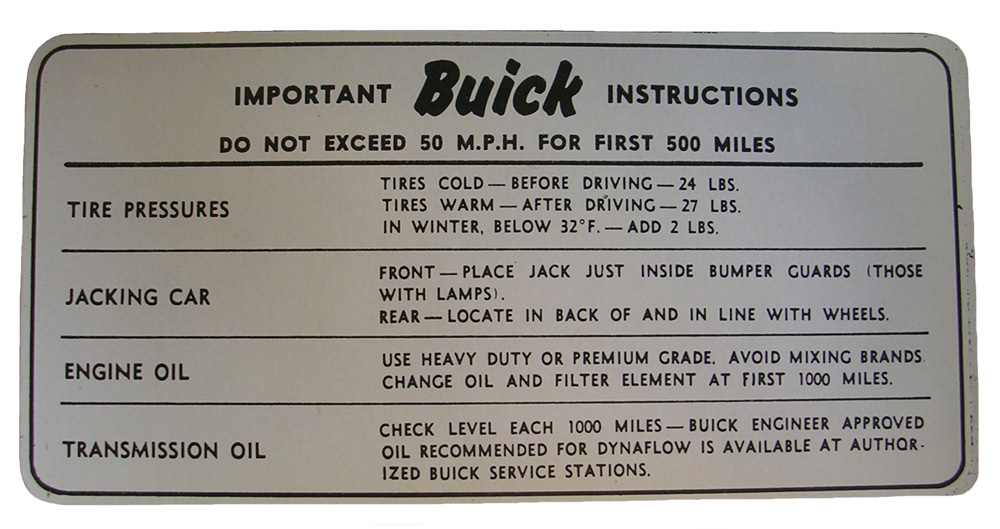 IMPORTANT Buick INSTRUCTIONS
DO NOT EXCEED 50 M.P.H. FOR FIRST 500 MILES
TIRE PRESSURES
TIRES COLD — BEFORE DRIVING — 24 LBS.
TIRES WARM — AFTER DRIVING — 27 LBS.
IN WINTER, BELOW 32°F. — ADD 2 LBS.
JACKING CAR
FRONT — PLACE JACK JUST INSIDE BUMPER GUARDS (THOSE
WITH LAMPS).
REAR — LOCATE IN BACK OF AND IN LINE WITH WHEELS.
ENGINE OIL
USE HEAVY DUTY OR PREMIUM GRADE. AVOID MIXING BRANDS
CHANGE OIL AND FILTER ELEMENT AT FIRST 1000 MILES.
TRANSMISSION OIL
CHECK LEVEL EACH 1000 MILES — BUICK ENGINEER APPROVED
OIL RECOMMENDED FOR DYNAFLOW IS AVAILABLE AT AUTHOR-
IZED BUICK SERVICE STATIONS.